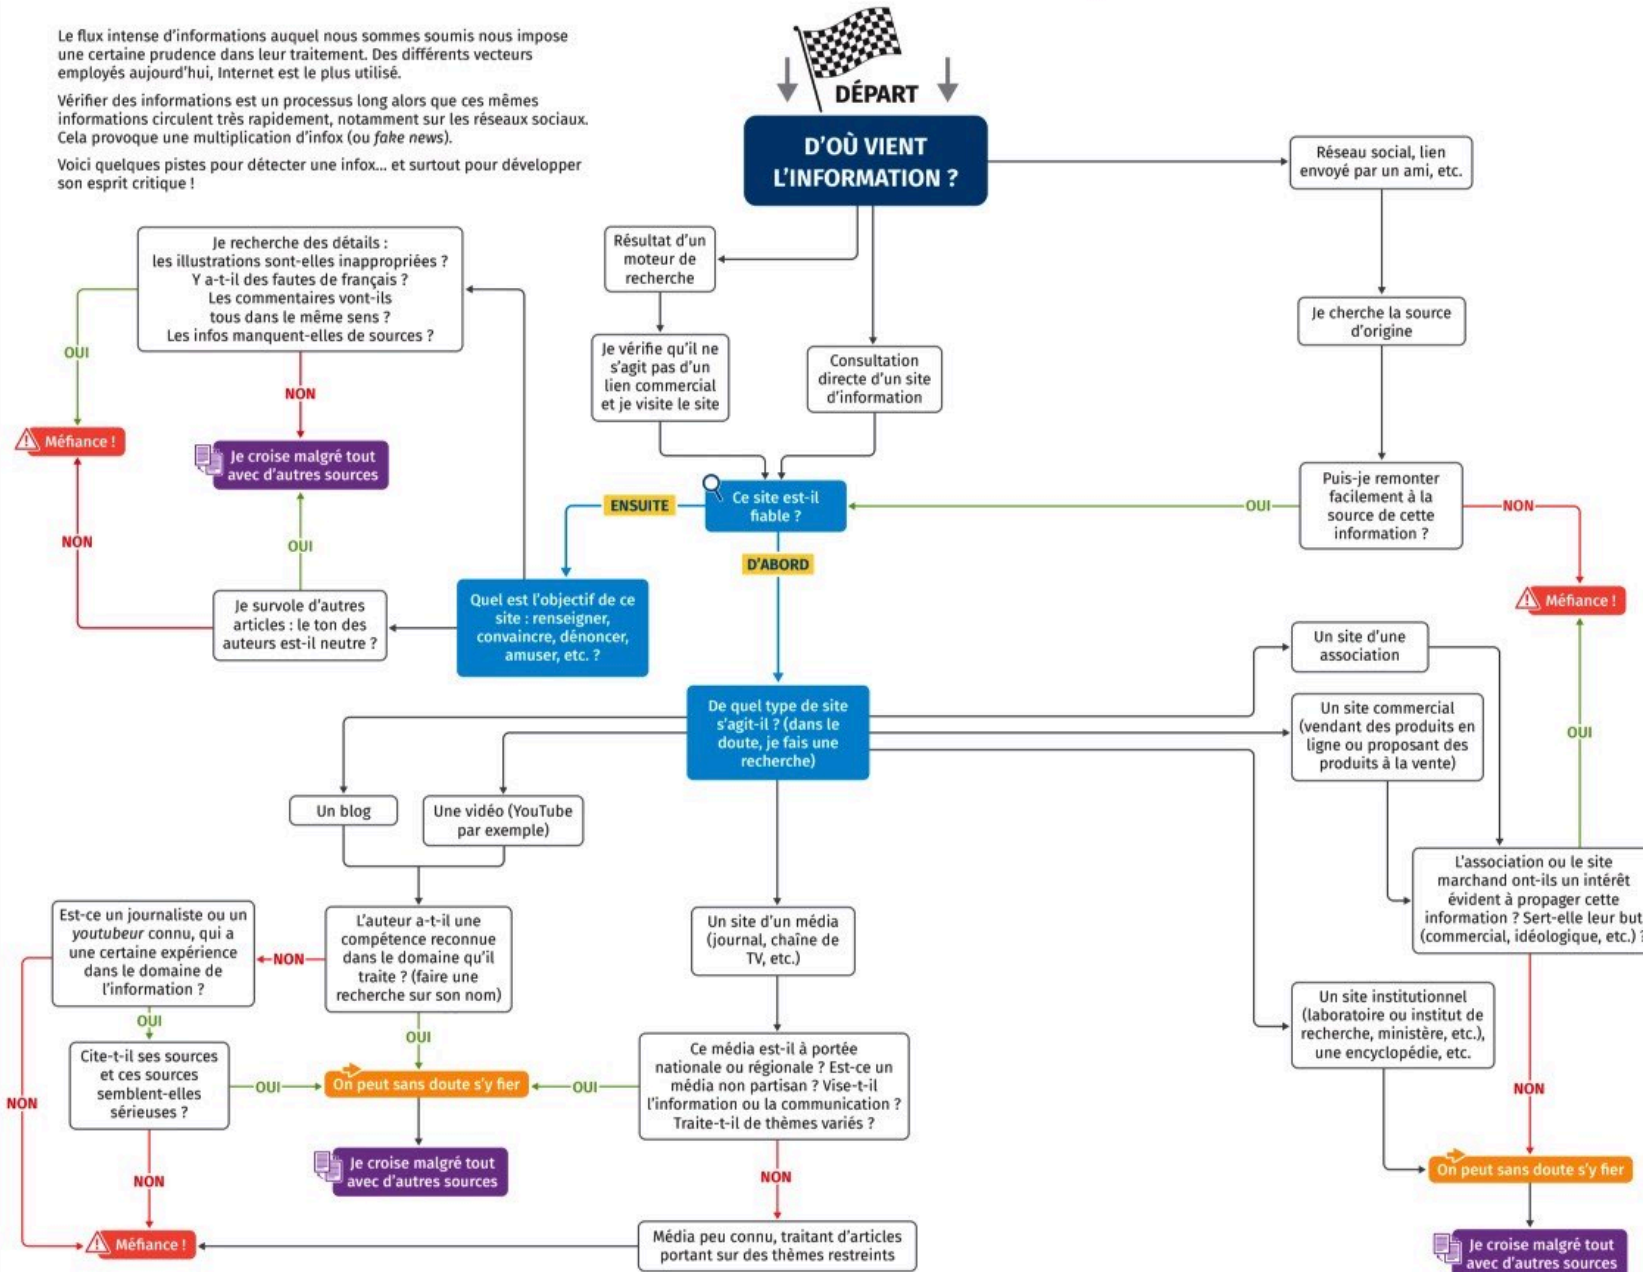 Le flux intense d'informations auquel nous sommes soumis nous impose
une certaine prudence dans leur traitement. Des différents vecteurs
employés aujourd'hui, Internet est le plus utilisé.
Vérifier des informations est un processus long alors que ces mêmes
informations circulent très rapidement, notamment sur les réseaux sociaux.
Cela provoque une multiplication d'infox (ou fake news).
Voici quelques pistes pour détecter une infox... et surtout pour développer
son esprit critique !
DÉPART
D'OÙ VIENT
L'INFORMATION ?
Réseau social, lien
envoyé par un ami, etc.
Je recherche des détails :
les illustrations sont-elles inappropriées ?
Y a-t-il des fautes de français ?
Les commentaires vont-ils
tous dans le même sens ?
Les infos manquent-elles de sources ?
Résultat d'un
moteur de
recherche
Je cherche la source
d'origine
OUI
NON
Je vérifie qu'il ne
s'agit pas d'un
lien commercial
et je visite le site
Consultation
directe d'un site
d'information
Méfiance !
Je croise malgré tout
avec d'autres sources
ENSUITE
Ce site est-il
fiable ?
OUI
Puis-je remonter
facilement à la
source de cette
information ?
NON
NON
OUI
D'ABORD
Méfiance !
Je survole d'autres
articles : le ton des
auteurs est-il neutre ?
Quel est l'objectif de ce
site : renseigner,
convaincre, dénoncer,
amuser, etc. ?
Un site d'une
association
De quel type de site
s'agit-il ? (dans le
doute, je fais une
recherche)
Un site commercial
(vendant des produits en
ligne ou proposant des
produits à la vente)
OUI
Un blog
Une vidéo (YouTube
par exemple)
L'association ou le site
marchand ont-ils un intérêt
évident à propager cette
information ? Sert-elle leur but
(commercial, idéologique, etc.) ?
Est-ce un journaliste ou un
youtubeur connu, qui a
une certaine expérience
dans le domaine de
l'information ?
NON
L'auteur a-t-il une
compétence reconnue
dans le domaine qu'il
traite ? (faire une
recherche sur son nom)
Un site d'un média
(journal, chaîne de
TV, etc.)
Un site institutionnel
(laboratoire ou institut de
recherche, ministère, etc.),
une encyclopédie, etc.
OUI
OUI
Cite-t-il ses sources
et ces sources
semblent-elles
sérieuses ?
OUI
On peut sans doute s'y fier
OUI
Ce média est-il à portée
nationale ou régionale ? Est-ce un
média non partisan ? Vise-t-il
l'information ou la communication ?
Traite-t-il de thèmes variés ?
NON
NON
NON
Je croise malgré tout
avec d'autres sources
NON
On peut sans doute s'y fier
Méfiance !
Média peu connu, traitant d'articles
portant sur des thèmes restreints
Je croise malgré tout
avec d'autres sources